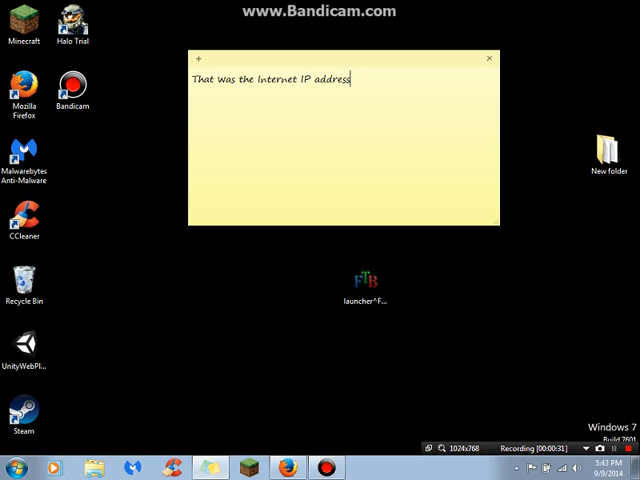 www.Bandicam.com
Minecraft
Halo Trial
That was the Internet IP address
Mozilla
Firefox
Bandicam
Malwarebytes
Anti-Malware
New folder
CCleaner
Recycle Bin
FTB
launcher^F...
UnityWebPl...
Steam
Windows 7
Build 7601
1024x768
Recording [00:00:31]
5:43 PM
9/9/2014